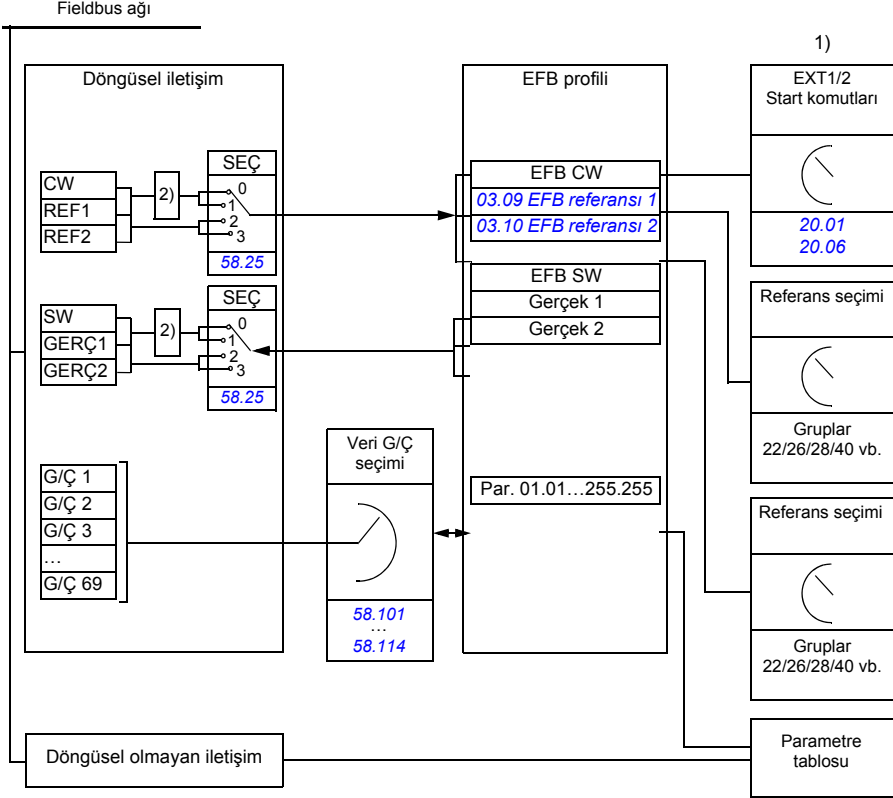 Fieldbus ağı
1)
Döngüsel iletişim
EFB profili
EXT1/2
Start komutları
CW
REF1
REF2
2)
SEÇ
0
1
2
3
58.25
EFB CW
03.09 EFB referansı 1
03.10 EFB referansı 2
20.01
20.06
SW
GERÇ1
GERÇ2
2)
SEÇ
0
1
2
3
58.25
EFB SW
Gerçek 1
Gerçek 2
Referans seçimi
Gruplar
22/26/28/40 vb.
G/Ç 1
G/Ç 2
G/Ç 3
…
G/Ç 69
Veri G/Ç
seçimi
58.101
…
58.114
Par. 01.01…255.255
Referans seçimi
Gruplar
22/26/28/40 vb.
Döngüsel olmayan iletişim
Parametre
tablosu